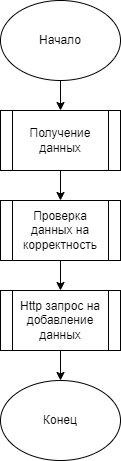 Начало
Получение
данных
Проверка
данных на
корректность
Http запрос на
добавление
данных
Конец